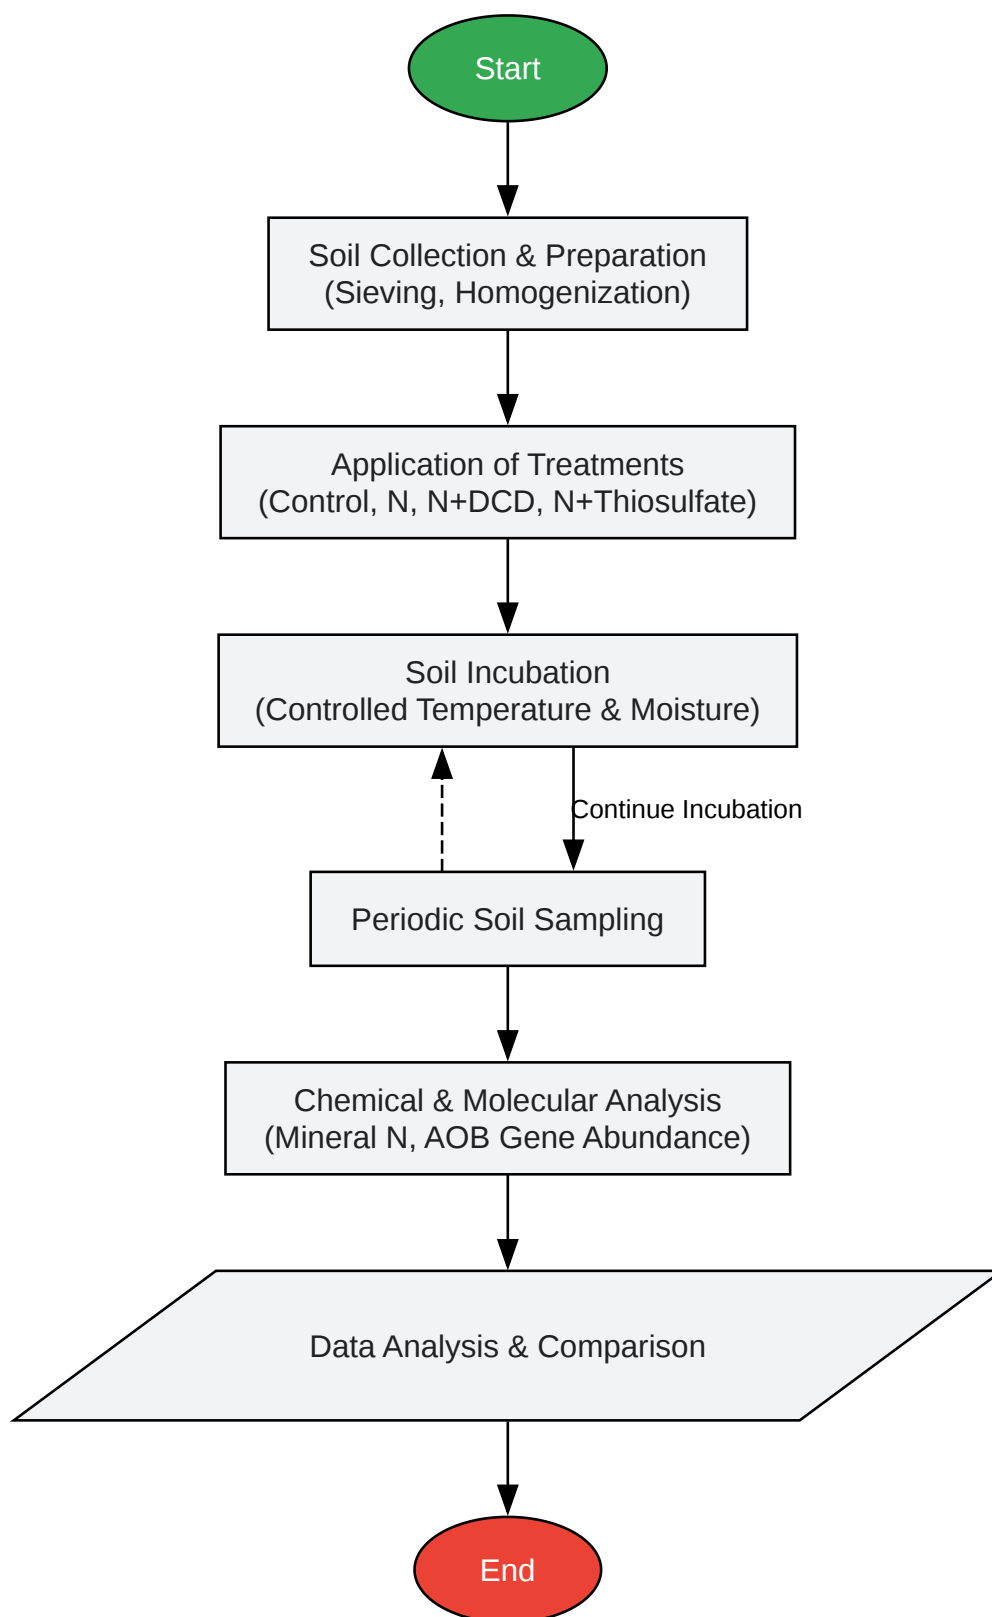 Start
Soil Collection & Preparation
(Sieving, Homogenization)
Application of Treatments
(Control, N, N+DCD, N+Thiosulfate)
Soil Incubation
(Controlled Temperature & Moisture)
Continue Incubation
Periodic Soil Sampling
Chemical & Molecular Analysis
(Mineral N, AOB Gene Abundance)
Data Analysis & Comparison
End